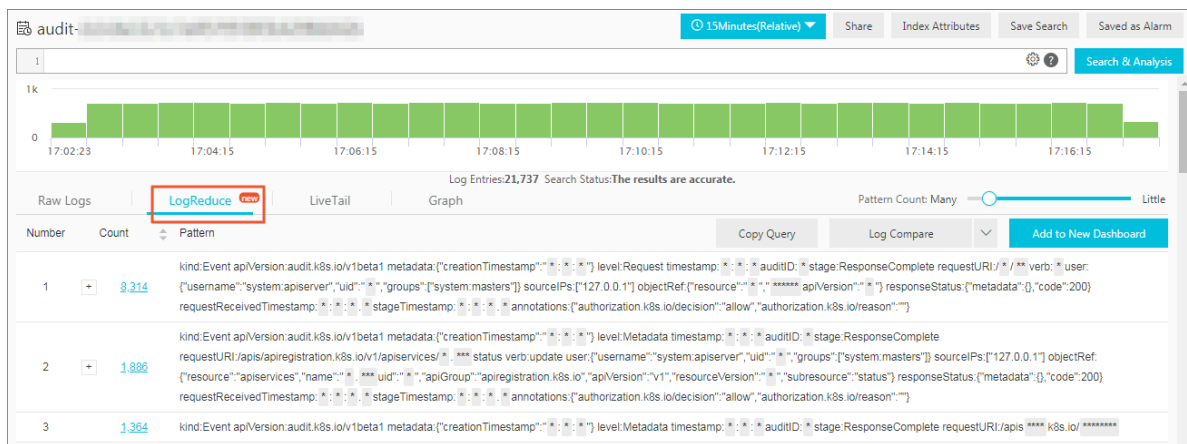 audit-
15Minutes(Relative)
Share
Index Attributes
Save Search
Saved as Alarm
1
?
Search & Analysis
1k
0
17:02:23
17:04:15
17:06:15
17:08:15
17:10:15
17:12:15
17:14:15
17:16:15
Log Entries:21,737 Search Status:The results are accurate.
Raw Logs
LogReduce new
LiveTail
Graph
Pattern Count: Many
Little
Number
Count
Pattern
Copy Query
Log Compare
Add to New Dashboard
1
+
8,314
kind:Event apiVersion:audit.k8s.io/v1beta1 metadata:{"creationTimestamp":" * : * : * "} level:Request timestamp: * : * : * auditID: * stage:ResponseComplete requestURI:/ * / ** verb: * user:
{"username":"system:apiserver","uid":" * ","groups":["system:masters"]} sourceIPs:["127.0.0.1"] objectRef:{"resource":" * "," ****** apiVersion":" * "} responseStatus:{"metadata":{},"code":200}
requestReceivedTimestamp: * : * : * . * stageTimestamp: * : * : * . * annotations:{"authorization.k8s.io/decision":"allow","authorization.k8s.io/reason":""}
2
+
1,886
kind:Event apiVersion:audit.k8s.io/v1beta1 metadata:{"creationTimestamp":" * : * : * "} level:Metadata timestamp: * : * : * auditID: * stage:ResponseComplete
requestURI:/apis/apiregistration.k8s.io/v1/apiservices/ * . *** status verb:update user:{"username":"system:apiserver","uid":" * ","groups":["system:masters"]} sourceIPs:["127.0.0.1"] objectRef:
{"resource":"apiservices","name":" * . *** uid":" * ","apiGroup":"apiregistration.k8s.io","apiVersion":"v1","resourceVersion":" * ","subresource":"status"} responseStatus:{"metadata":{},"code":200}
requestReceivedTimestamp: * : * : * . * stageTimestamp: * : * : * . * annotations:{"authorization.k8s.io/decision":"allow","authorization.k8s.io/reason":""}
3
1,364
kind:Event apiVersion:audit.k8s.io/v1beta1 metadata:{"creationTimestamp":" * : * : * "} level:Metadata timestamp: * : * : * auditID: * stage:ResponseComplete requestURI:/apis **** k8s.io/ ********